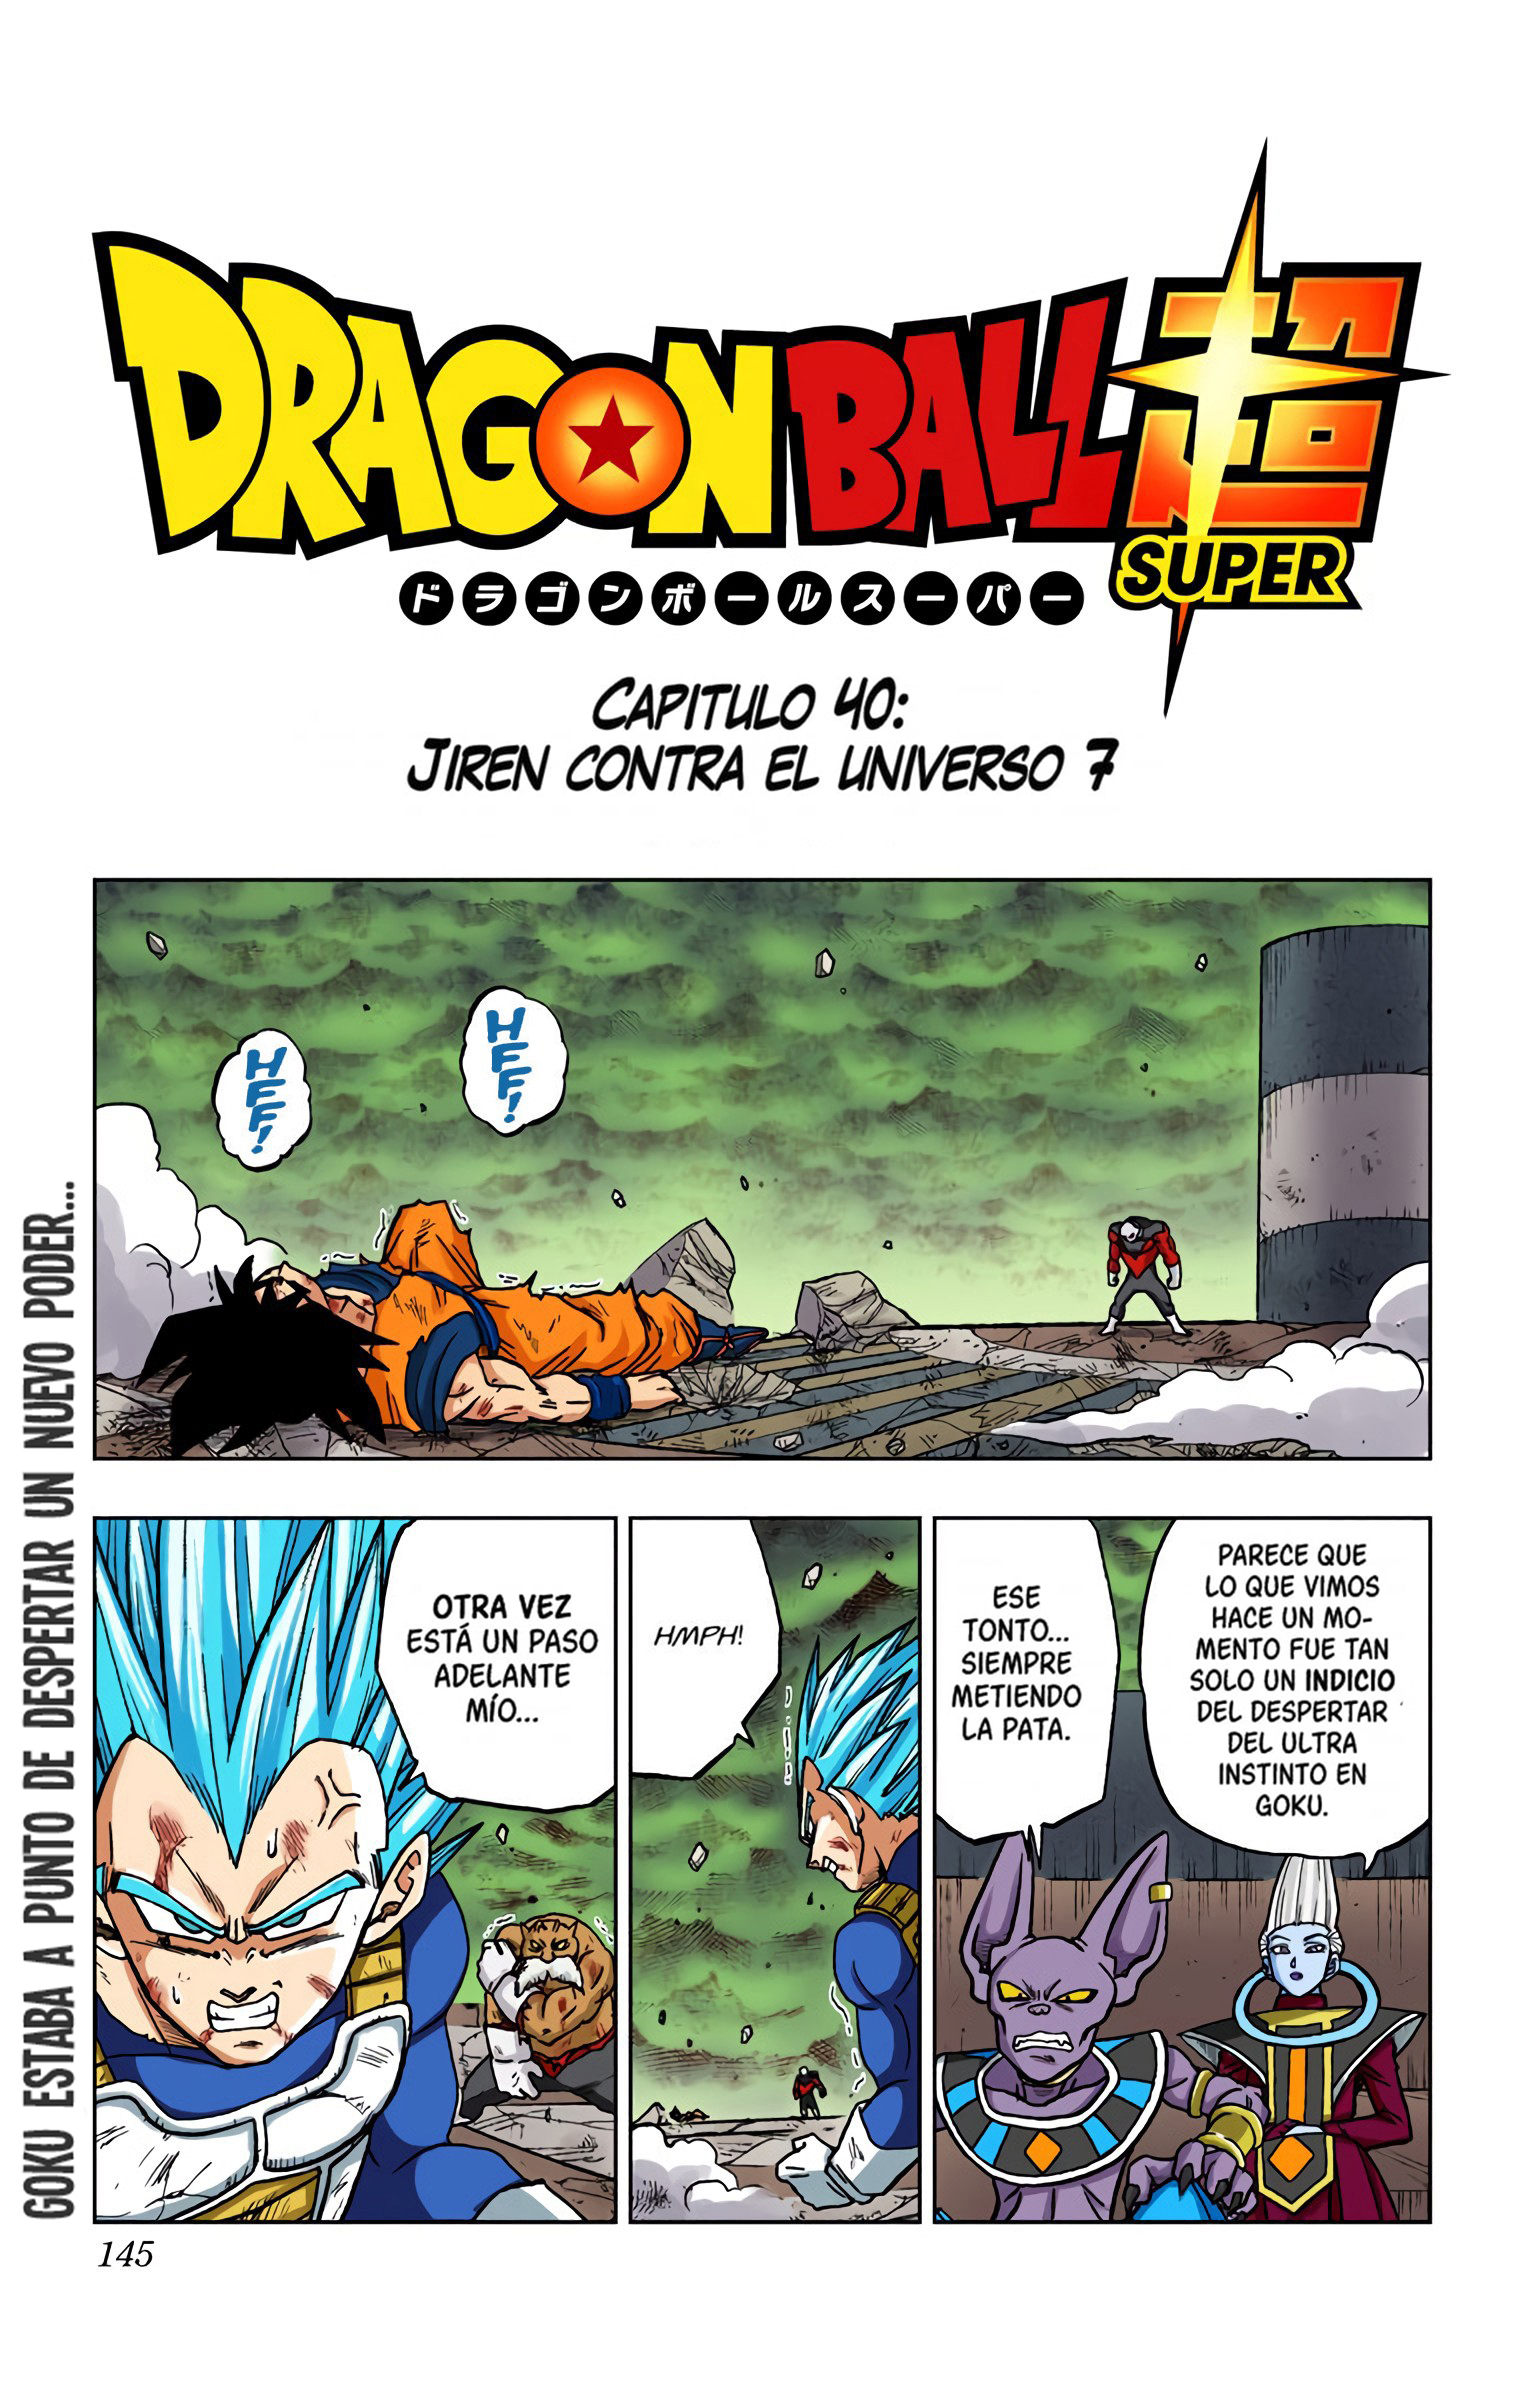 DRAGON BALL 超
SUPER
ドラゴンボールスーパー
CAPITULO 40:
JIREN CONTRA EL UNIVERSO 7
HFF!
HFF!
GOKU ESTABA A PUNTO DE DESPERTAR UN NUEVO PODER...
PARECE QUE
LO QUE VIMOS
HACE UN MO-
MENTO FUE TAN
SOLO UN INDICIO
DEL DESPERTAR
DEL ULTRA
INSTINTO EN
GOKU.
ESE
TONTO...
SIEMPRE
METIENDO
LA PATA.
HMPH!
OTRA VEZ
ESTÁ UN PASO
ADELANTE
MÍO...
145